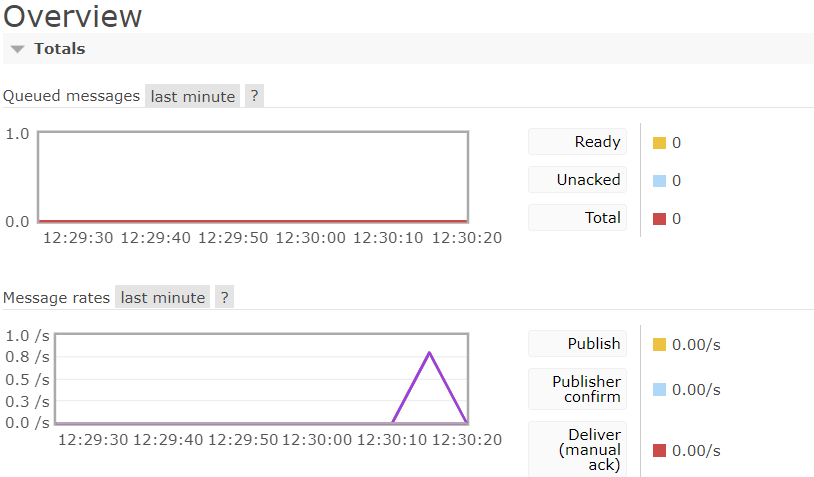 Overview
Totals
Queued messages last minute ?
1.0
0.0
12:29:30 12:29:40 12:29:50 12:30:00 12:30:10 12:30:20
Ready 0
Unacked 0
Total 0
Message rates last minute ?
1.0 /s
0.8 /s
0.5 /s
0.3 /s
0.0 /s
12:29:30 12:29:40 12:29:50 12:30:00 12:30:10 12:30:20
Publish 0.00/s
Publisher
confirm 0.00/s
Deliver
(manual
ack) 0.00/s